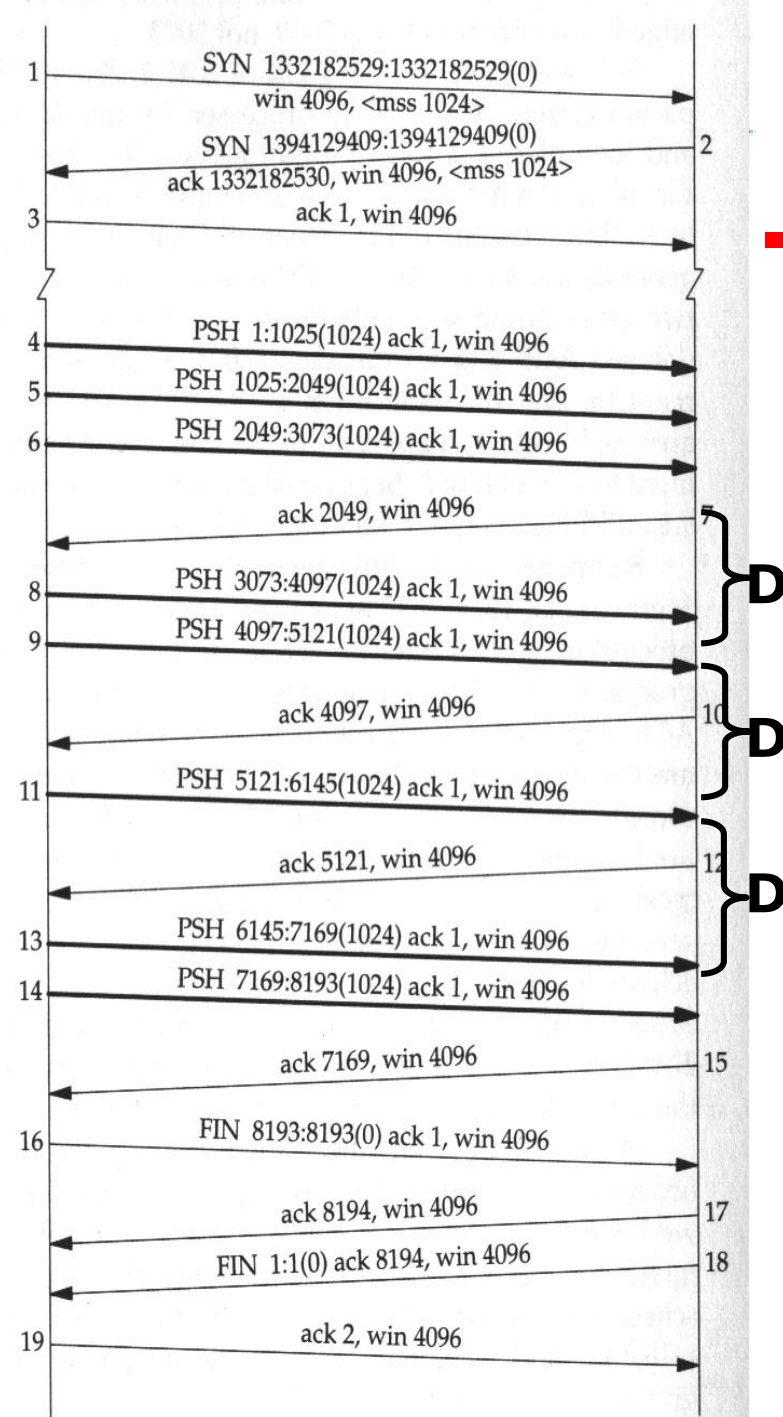 1
SYN 1332182529:1332182529(0)
win 4096, <mss 1024>
SYN 1394129409:1394129409(0)
2
ack 1332182530, win 4096, <mss 1024>
3
ack 1, win 4096
4
PSH 1:1025(1024) ack 1, win 4096
5
PSH 1025:2049(1024) ack 1, win 4096
6
PSH 2049:3073(1024) ack 1, win 4096
ack 2049, win 4096
7
8
PSH 3073:4097(1024) ack 1, win 4096
D
9
PSH 4097:5121(1024) ack 1, win 4096
ack 4097, win 4096
10
D
11
PSH 5121:6145(1024) ack 1, win 4096
ack 5121, win 4096
12
D
13
PSH 6145:7169(1024) ack 1, win 4096
14
PSH 7169:8193(1024) ack 1, win 4096
ack 7169, win 4096
15
16
FIN 8193:8193(0) ack 1, win 4096
ack 8194, win 4096
17
FIN 1:1(0) ack 8194, win 4096
18
19
ack 2, win 4096